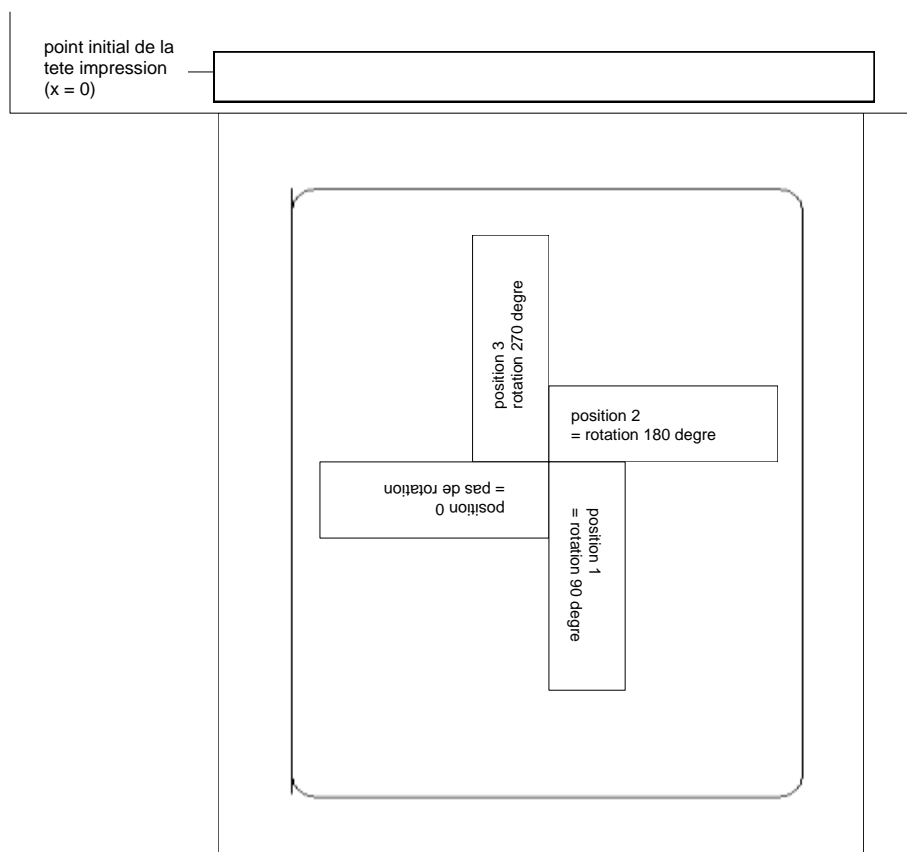 point initial de la
tete impression
(x = 0)
position 3
rotation 270 degre
position 2
= rotation 180 degre
position 0
= pas de rotation
position 1
= rotation 90 degre